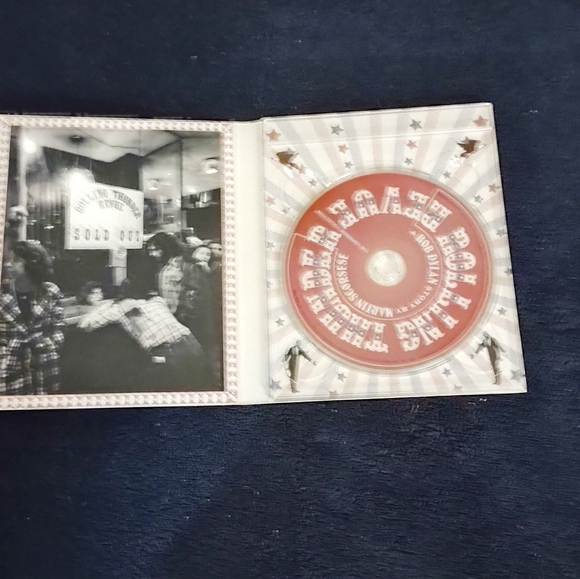 ROLLING THUNDER
REVUE
SOLD OUT
ROLLING THUNDER REVUE
A BOB DYLAN STORY BY MARTIN SCORSESE